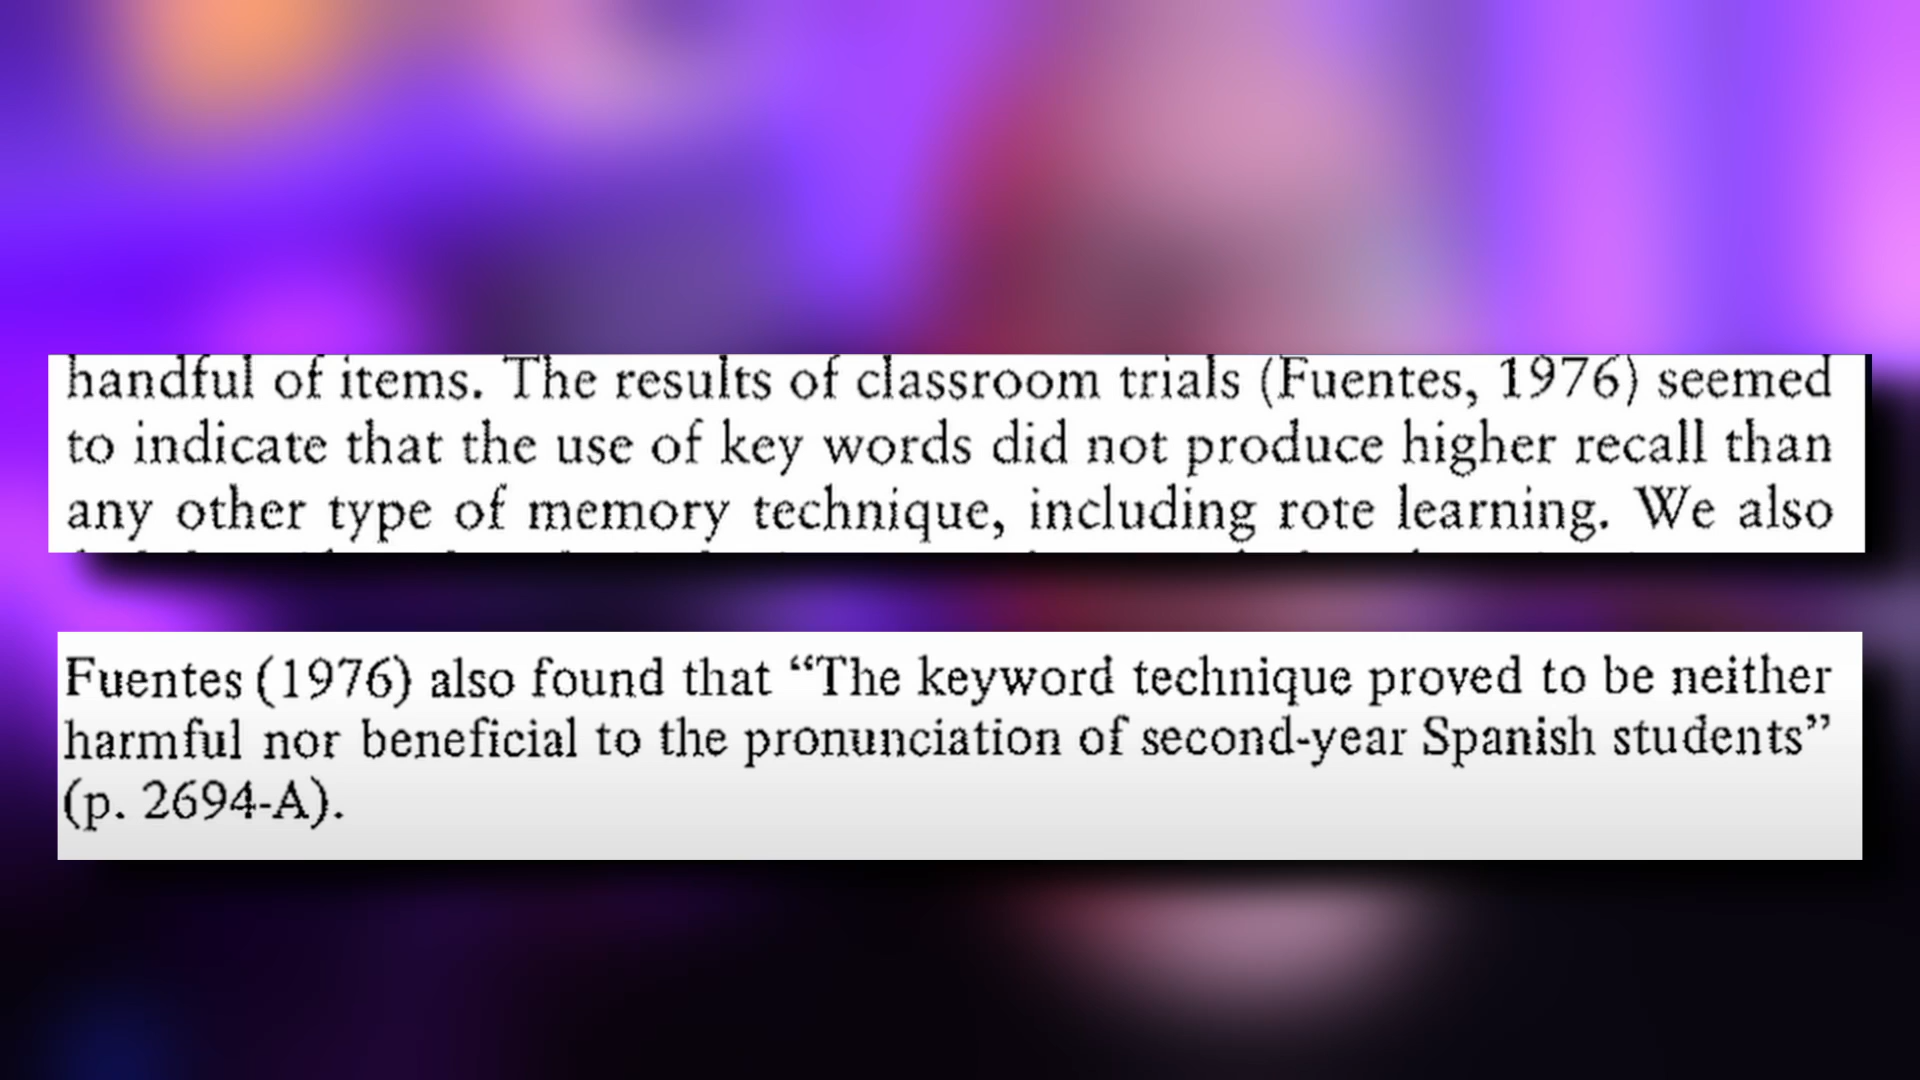 handful of items. The results of classroom trials (Fuentes, 1976) seemed
to indicate that the use of key words did not produce higher recall than
any other type of memory technique, including rote learning. We also
Fuentes (1976) also found that “The keyword technique proved to be neither
harmful nor beneficial to the pronunciation of second-year Spanish students”
(p. 2694-A).